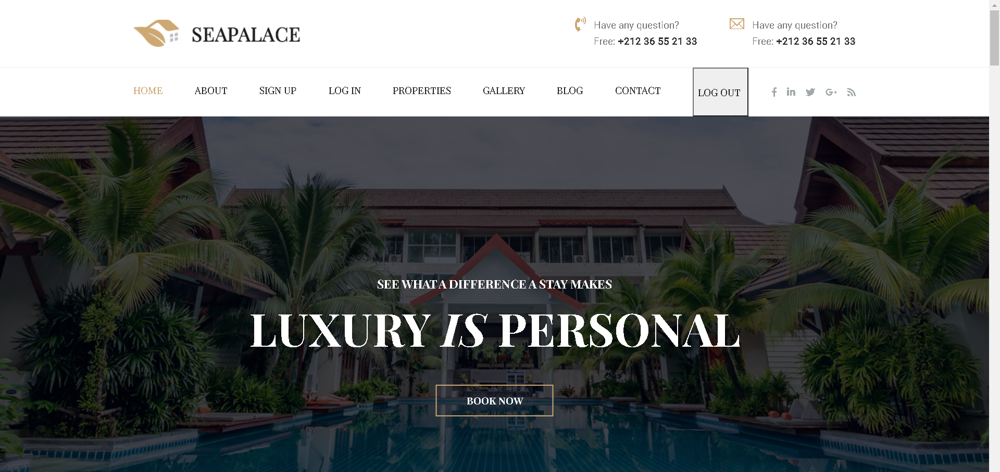 SEAPALACE
Have any question?
Free: +212 36 55 21 33
Have any question?
Free: +212 36 55 21 33
HOME ABOUT SIGN UP LOG IN PROPERTIES GALLERY BLOG CONTACT LOG OUT
SEE WHAT A DIFFERENCE A STAY MAKES
LUXURY IS PERSONAL
BOOK NOW